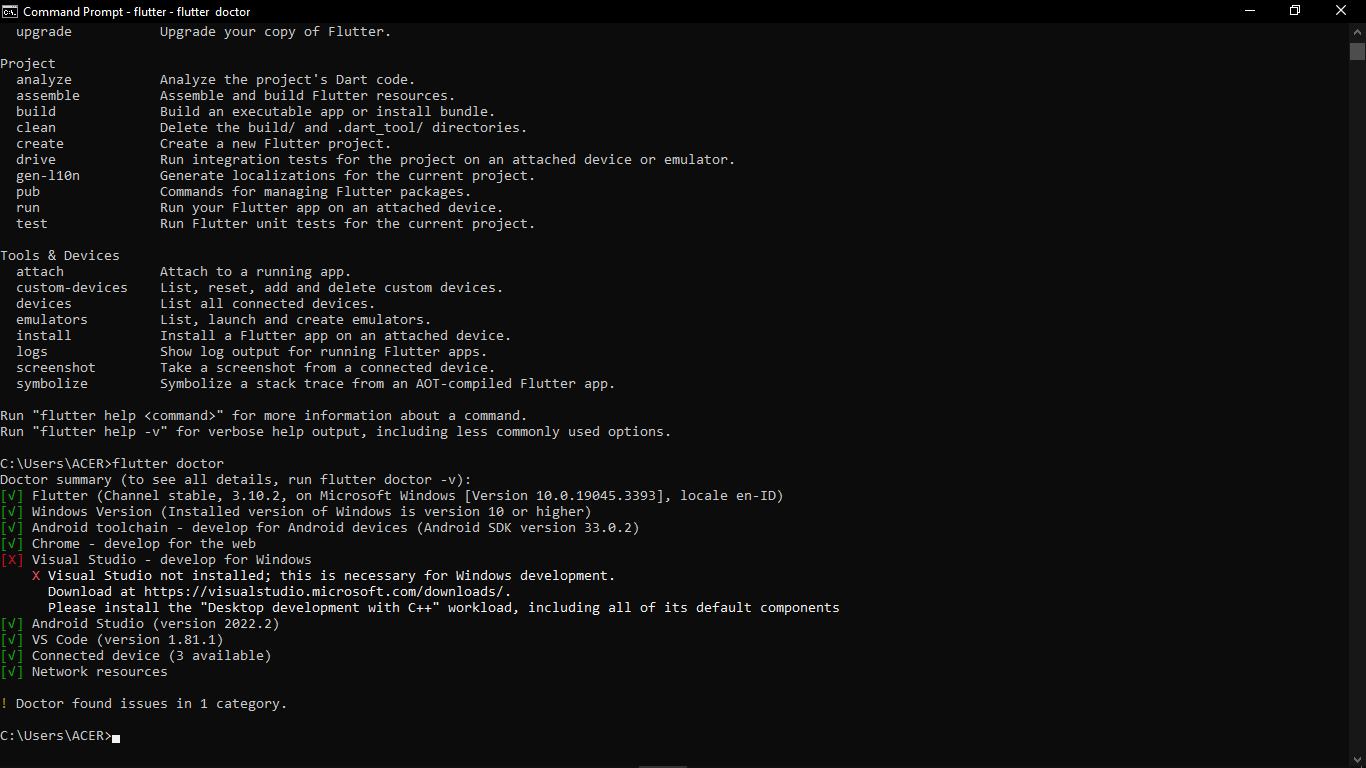 Command Prompt - flutter - flutter  doctor
  upgrade           Upgrade your copy of Flutter.

Project
  analyze           Analyze the project's Dart code.
  assemble          Assemble and build Flutter resources.
  build             Build an executable app or install bundle.
  clean             Delete the build/ and .dart_tool/ directories.
  create            Create a new Flutter project.
  drive             Run integration tests for the project on an attached device or emulator.
  gen-l10n          Generate localizations for the current project.
  pub               Commands for managing Flutter packages.
  run               Run your Flutter app on an attached device.
  test              Run Flutter unit tests for the current project.

Tools & Devices
  attach            Attach to a running app.
  custom-devices    List, reset, add and delete custom devices.
  devices           List all connected devices.
  emulators         List, launch and create emulators.
  install           Install a Flutter app on an attached device.
  logs              Show log output for running Flutter apps.
  screenshot        Take a screenshot from a connected device.
  symbolize         Symbolize a stack trace from an AOT-compiled Flutter app.

Run "flutter help <command>" for more information about a command.
Run "flutter help -v" for verbose help output, including less commonly used options.

C:\Users\ACER>flutter doctor
Doctor summary (to see all details, run flutter doctor -v):
[√] Flutter (Channel stable, 3.10.2, on Microsoft Windows [Version 10.0.19045.3393], locale en-ID)
[√] Windows Version (Installed version of Windows is version 10 or higher)
[√] Android toolchain - develop for Android devices (Android SDK version 33.0.2)
[√] Chrome - develop for the web
[X] Visual Studio - develop for Windows
    X Visual Studio not installed; this is necessary for Windows development.
      Download at https://visualstudio.microsoft.com/downloads/.
      Please install the "Desktop development with C++" workload, including all of its default components
[√] Android Studio (version 2022.2)
[√] VS Code (version 1.81.1)
[√] Connected device (3 available)
[√] Network resources

! Doctor found issues in 1 category.

C:\Users\ACER>